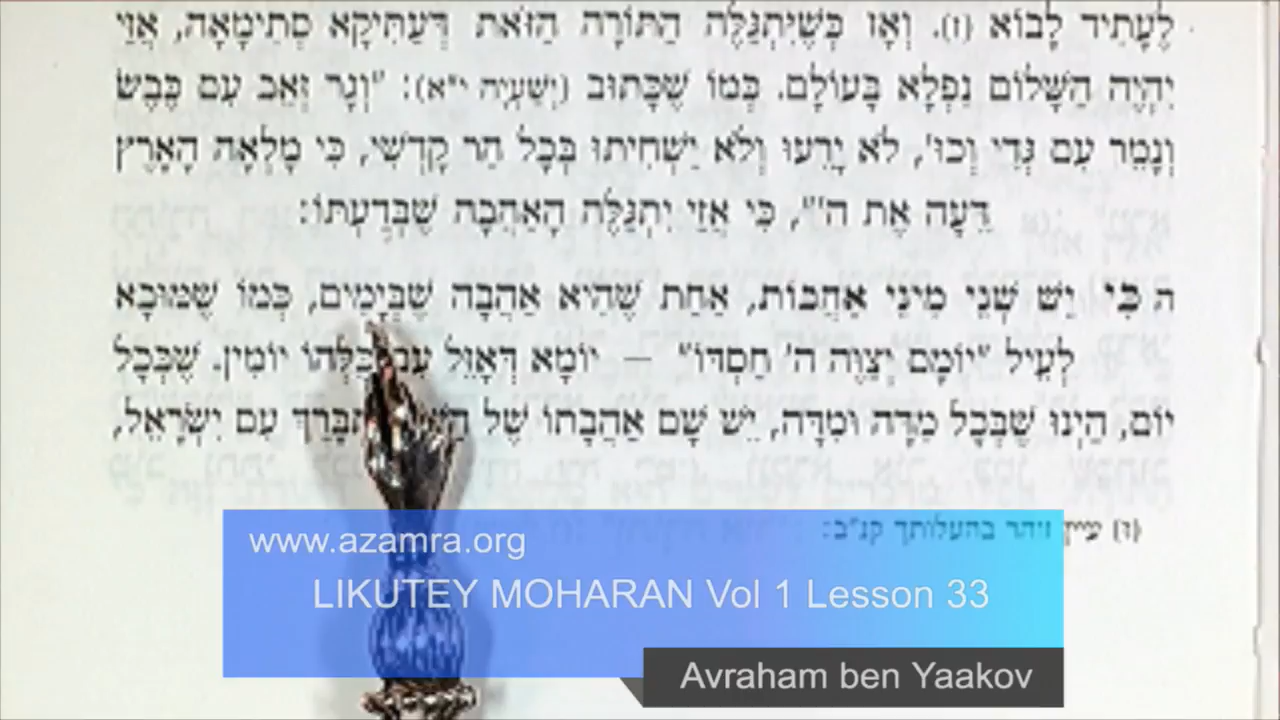 לֶעָתִיד לָבוֹא (ז). וְאָז כְּשֶׁיִּתְגַּלֶּה הַתּוֹרָה הַזֹּאת דְּעַתִּיקָא סְתִימָאָה, אֲזַי
יִהְיֶה הַשָּׁלוֹם נִפְלָא בָּעוֹלָם. כְּמוֹ שֶׁכָּתוּב (יְשַׁעְיָה י״א): ״וְגָר זְאֵב עִם כֶּבֶשׂ
וְנָמֵר עִם גְּדִי וְכוּ׳, לֹא יָרֵעוּ וְלֹא יַשְׁחִיתוּ בְּכָל הַר קָדְשִׁי, כִּי מָלְאָה הָאָרֶץ
דֵּעָה אֶת ה׳״, כִּי אֲזַי יִתְגַּלֶּה הָאַהֲבָה שֶׁבְּדַעְתּוֹ:
ה כִּי יֵשׁ שְׁנֵי מִינֵי אַהֲבוֹת, אַחַת שֶׁהִיא אַהֲבָה שֶׁבְּיָמִים, כְּמוֹ שֶׁמּוּבָא
לְעֵיל ״יוֹמָם יְצַוֶּה ה׳ חַסְדּוֹ״ — יוֹמָא דְּאָזֵל עִם כֻּלְּהוֹ יוֹמִין. שֶׁבְּכָל
יוֹם, הַיְנוּ שֶׁבְּכָל מִדָּה וּמִדָּה, יֵשׁ שָׁם אַהֲבָתוֹ שֶׁל עִם יִשְׂרָאֵל,
(ז) עיין זוהר בהעלותך קנ״ב:
www.azamra.org
LIKUTEY MOHARAN Vol 1 Lesson 33
Avraham ben Yaakov